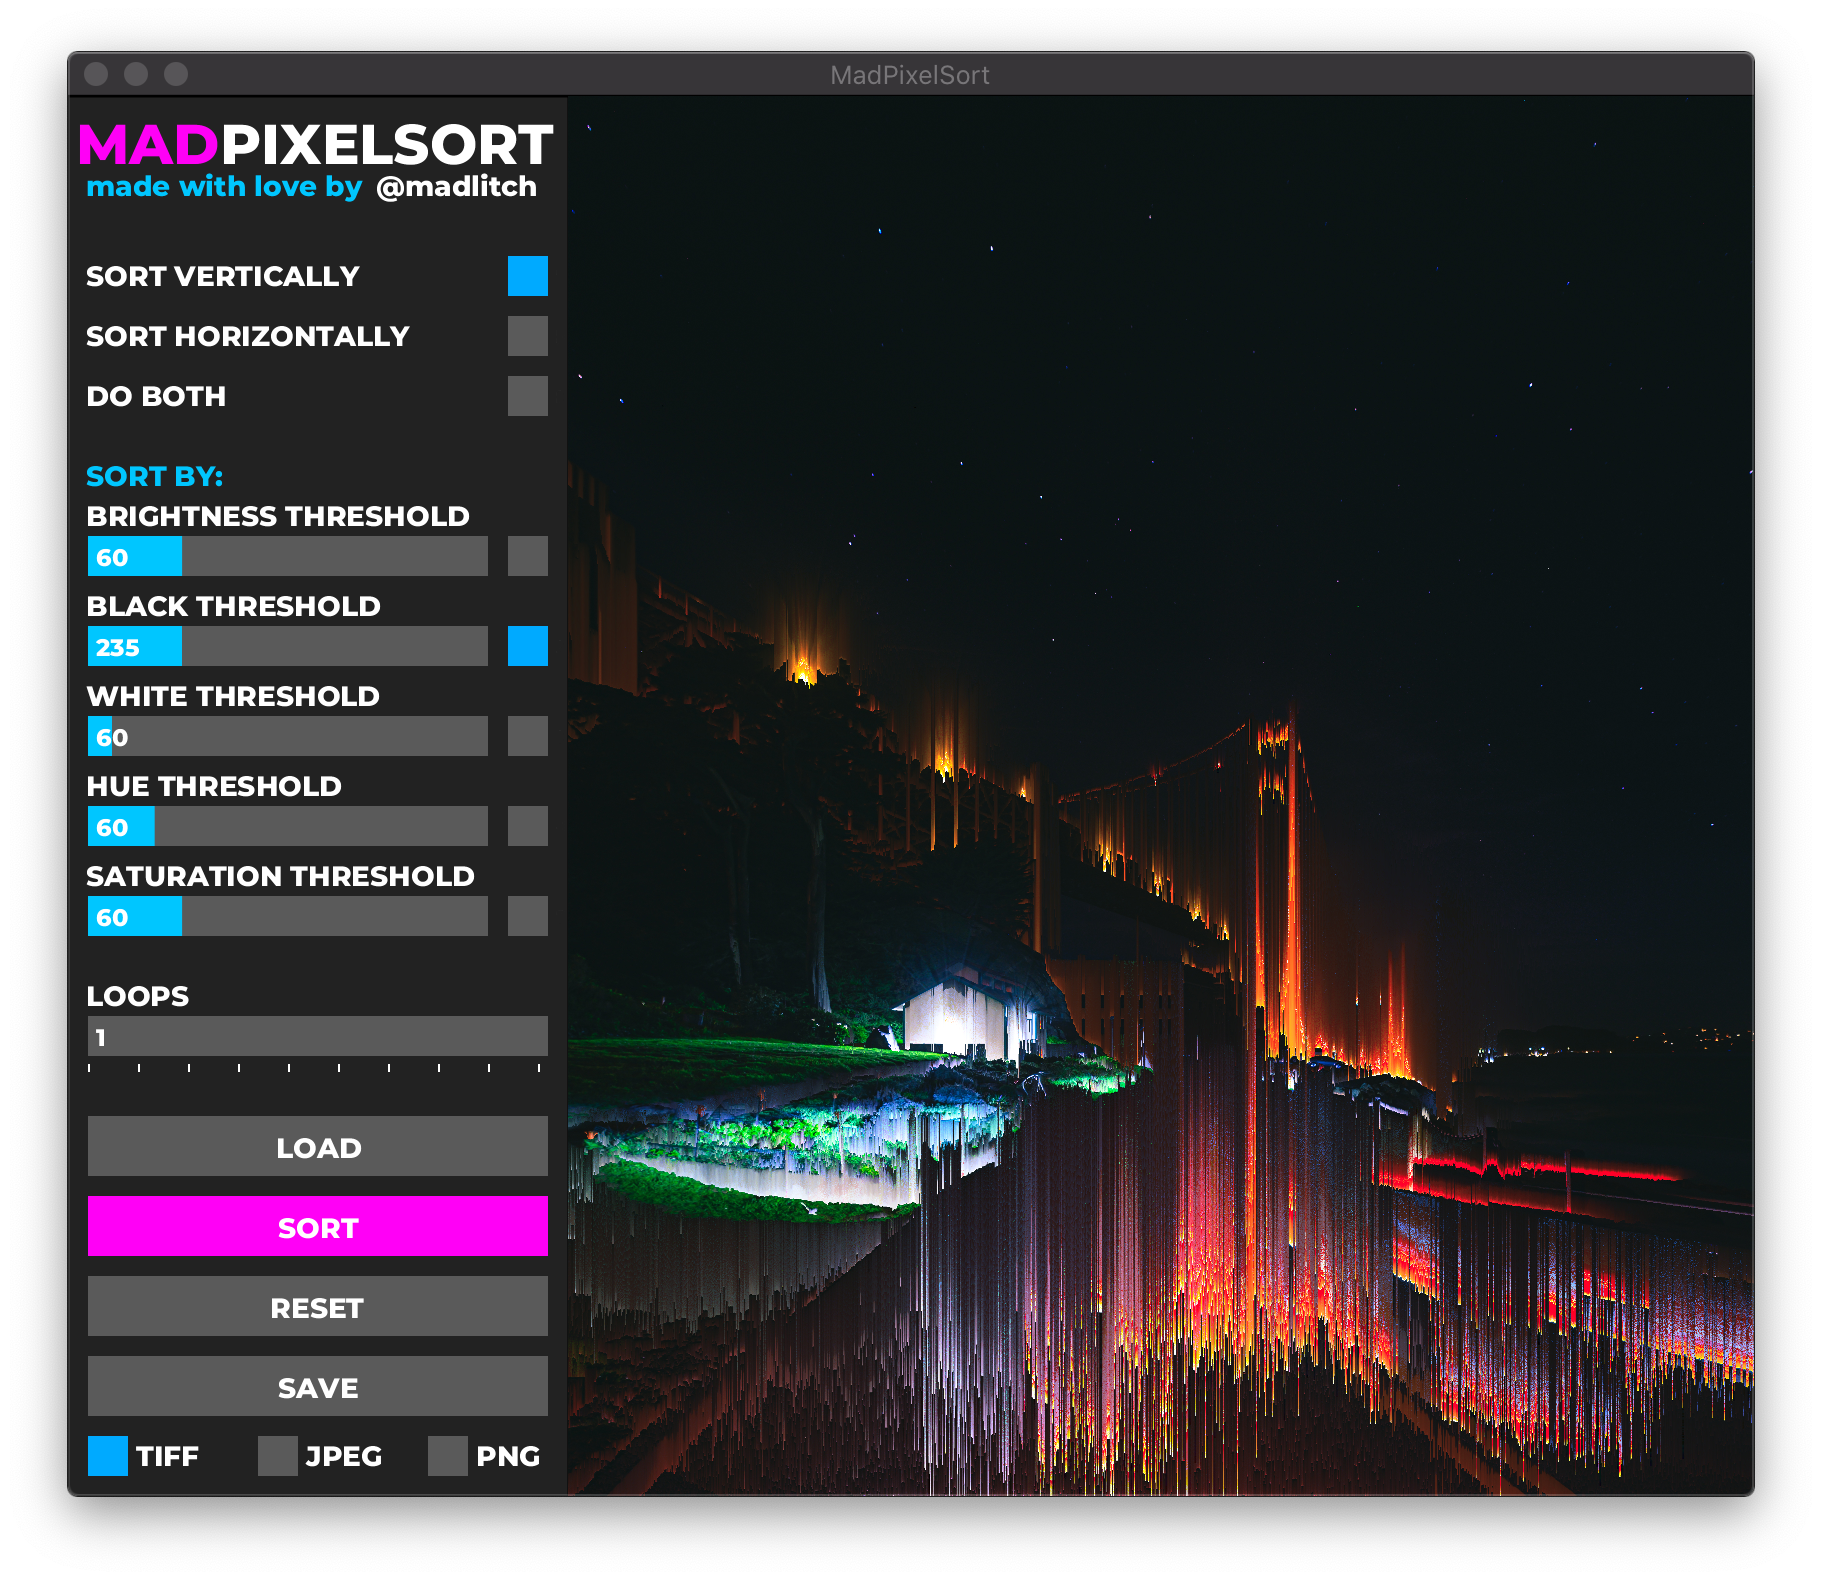 MadPixelSort
MADPIXELSORT
made with love by @madlitch
SORT VERTICALLY
SORT HORIZONTALLY
DO BOTH
SORT BY:
BRIGHTNESS THRESHOLD
60
BLACK THRESHOLD
235
WHITE THRESHOLD
60
HUE THRESHOLD
60
SATURATION THRESHOLD
60
LOOPS
1
LOAD
SORT
RESET
SAVE
TIFF JPEG PNG